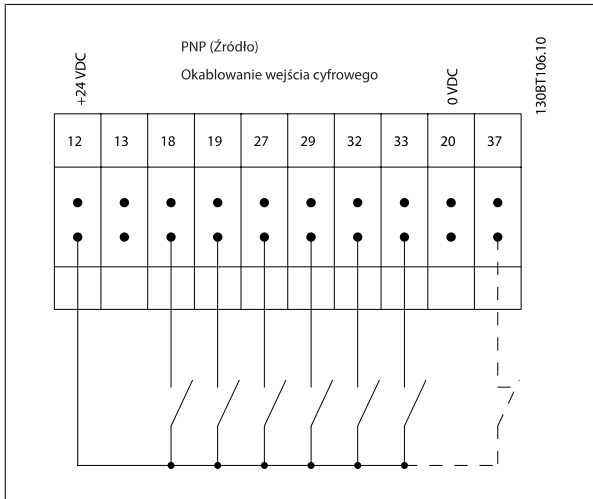 PNP (Źródło)
Okablowanie wejścia cyfrowego
+24 VDC
0 VDC
130BT106.10
12 13 18 19 27 29 32 33 20 37